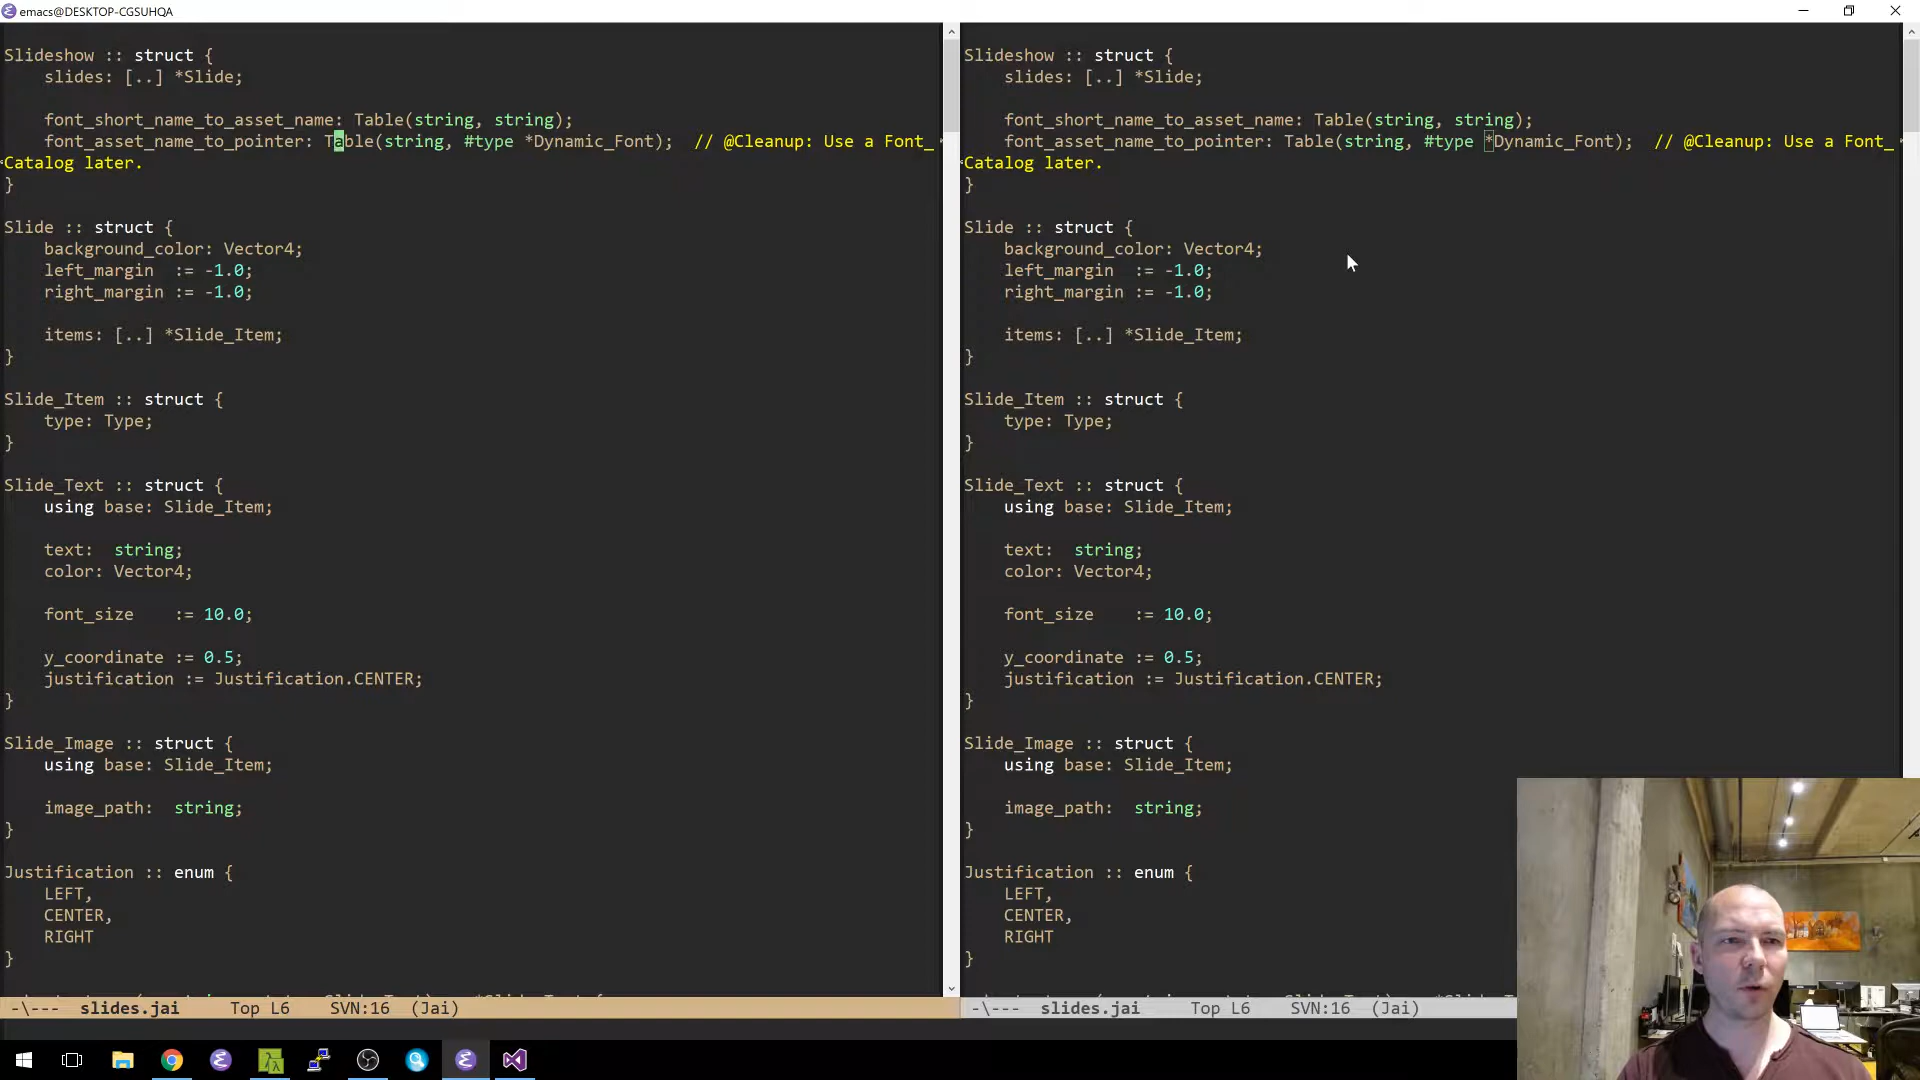 emacs@DESKTOP-CGSUHQA
Slideshow :: struct {
    slides: [..] *Slide;
    font_short_name_to_asset_name: Table(string, string);
    font_asset_name_to_pointer: Table(string, #type *Dynamic_Font);  // @Cleanup: Use a Font_
Catalog later.
}
Slide :: struct {
    background_color: Vector4;
    left_margin  := -1.0;
    right_margin := -1.0;
    items: [..] *Slide_Item;
}
Slide_Item :: struct {
    type: Type;
}
Slide_Text :: struct {
    using base: Slide_Item;
    text:  string;
    color: Vector4;
    font_size    := 10.0;
    y_coordinate := 0.5;
    justification := Justification.CENTER;
}
Slide_Image :: struct {
    using base: Slide_Item;
    image_path:  string;
}
Justification :: enum {
    LEFT,
    CENTER,
    RIGHT
}
-\--- slides.jai Top L6 SVN:16 (Jai)
Slideshow :: struct {
    slides: [..] *Slide;
    font_short_name_to_asset_name: Table(string, string);
    font_asset_name_to_pointer: Table(string, #type *Dynamic_Font);  // @Cleanup: Use a Font_
Catalog later.
}
Slide :: struct {
    background_color: Vector4;
    left_margin  := -1.0;
    right_margin := -1.0;
    items: [..] *Slide_Item;
}
Slide_Item :: struct {
    type: Type;
}
Slide_Text :: struct {
    using base: Slide_Item;
    text:  string;
    color: Vector4;
    font_size    := 10.0;
    y_coordinate := 0.5;
    justification := Justification.CENTER;
}
Slide_Image :: struct {
    using base: Slide_Item;
    image_path:  string;
}
Justification :: enum {
    LEFT,
    CENTER,
    RIGHT
}
-\--- slides.jai Top L6 SVN:16 (Jai)